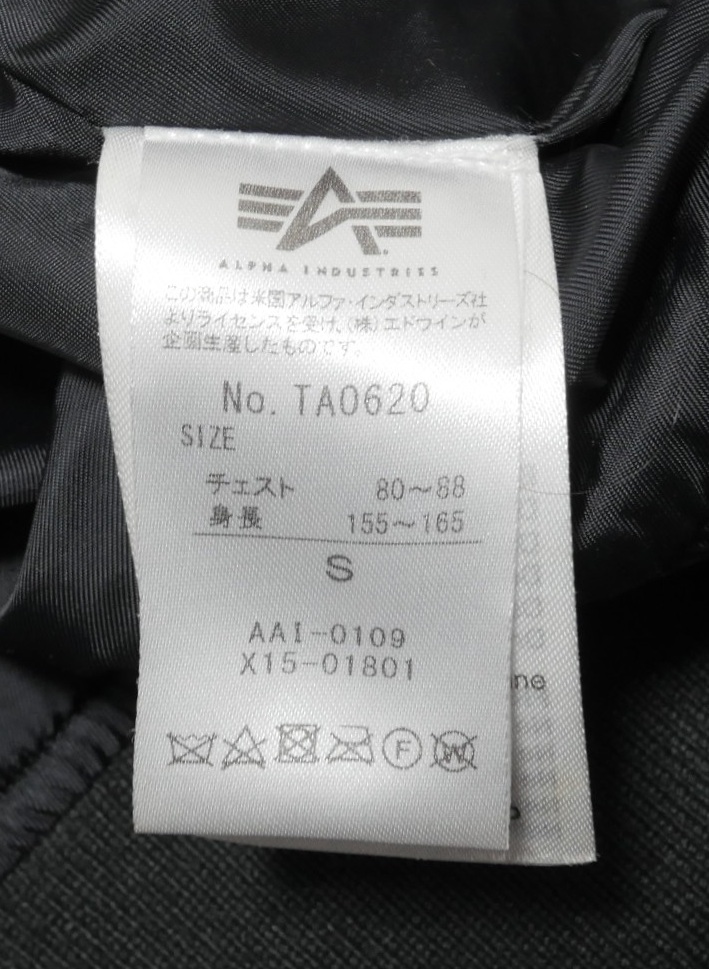 ALPHA INDUSTRIES
この商品は米国アルファ・インダストリーズ社
よりライセンスを受け、(株)エドウインが
企画生産したものです。
No. TA0620
SIZE
チェスト 80～88
身長 155～165
S
AAI-0109
X15-01801
F W